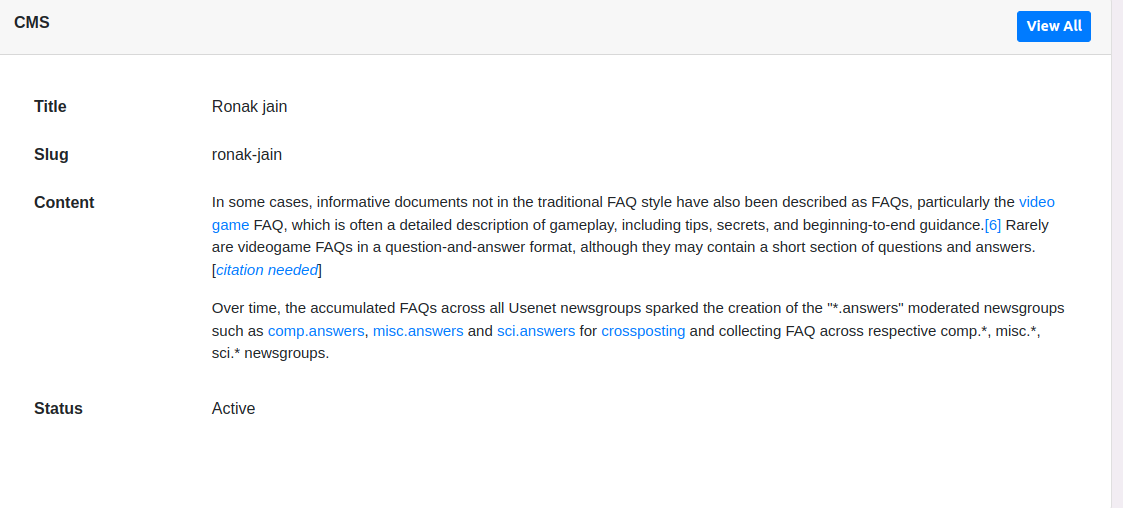 CMS
View All
Title
Ronak jain
Slug
ronak-jain
Content
In some cases, informative documents not in the traditional FAQ style have also been described as FAQs, particularly the video
game FAQ, which is often a detailed description of gameplay, including tips, secrets, and beginning-to-end guidance.[6] Rarely
are videogame FAQs in a question-and-answer format, although they may contain a short section of questions and answers.
[citation needed]
Over time, the accumulated FAQs across all Usenet newsgroups sparked the creation of the "*.answers" moderated newsgroups
such as comp.answers, misc.answers and sci.answers for crossposting and collecting FAQ across respective comp.*, misc.*,
sci.* newsgroups.
Status
Active